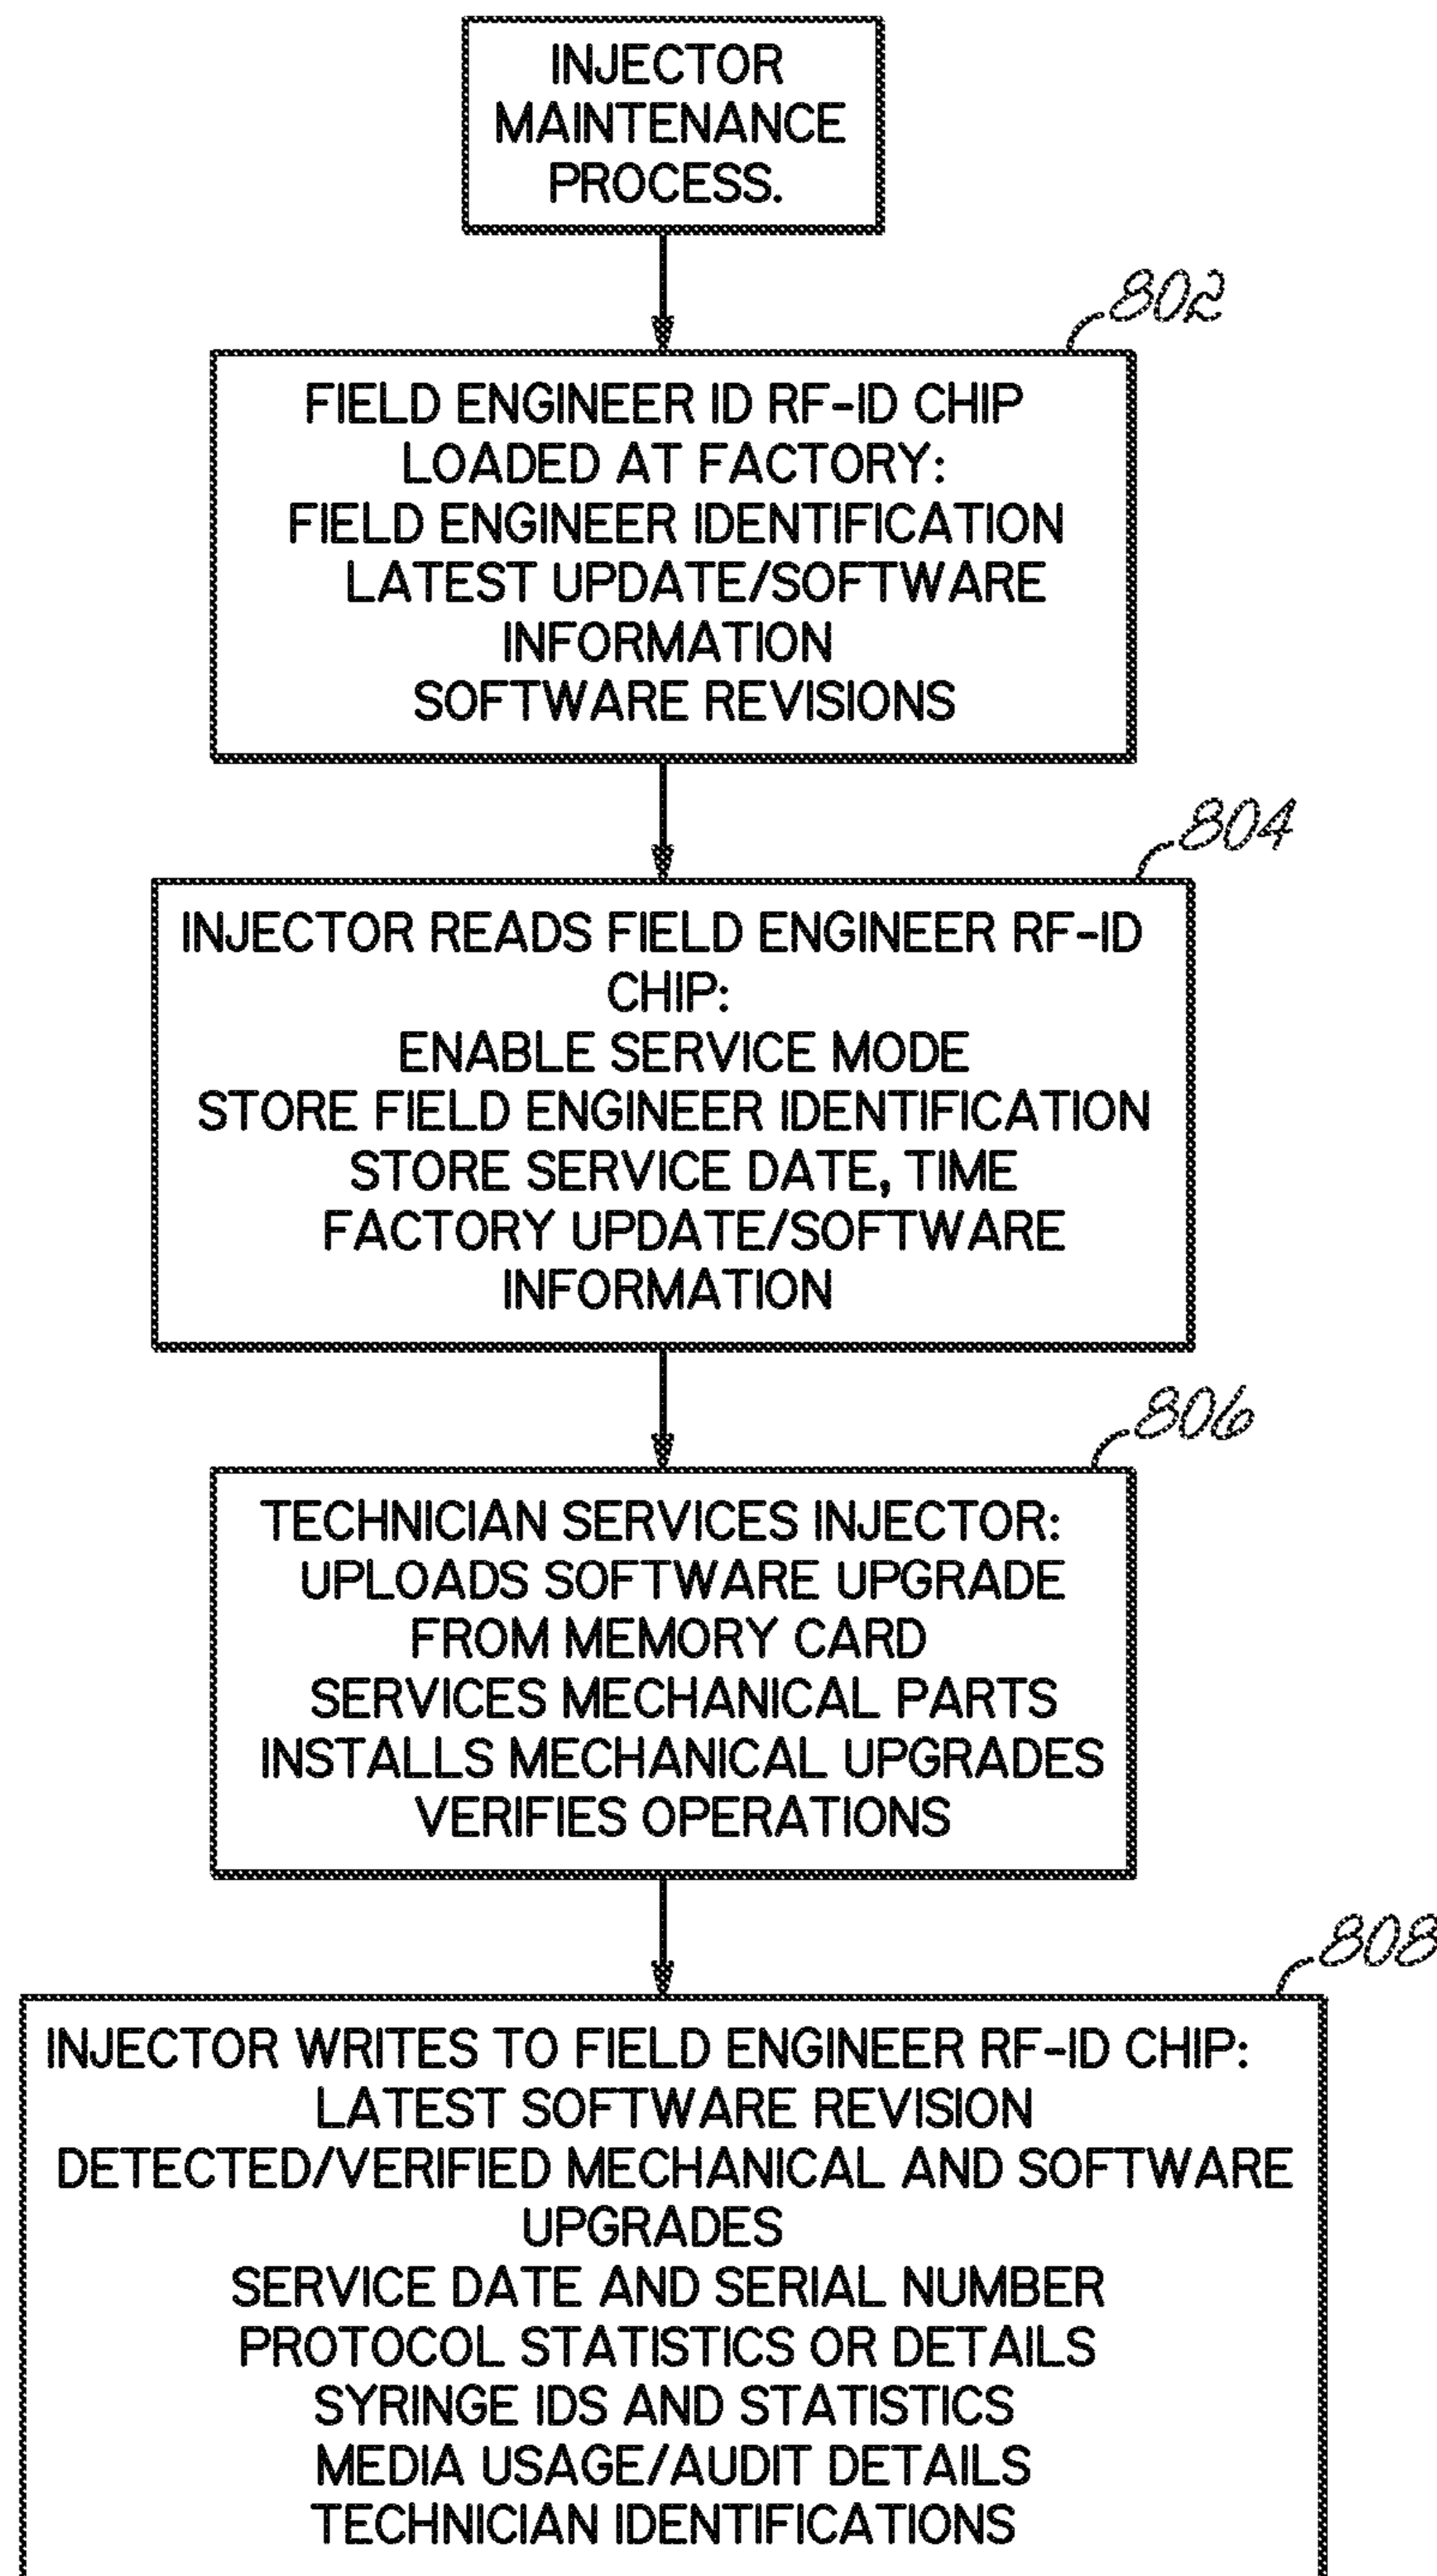 INJECTOR
MAINTENANCE
PROCESS.
802
FIELD ENGINEER ID RF-ID CHIP
LOADED AT FACTORY:
FIELD ENGINEER IDENTIFICATION
LATEST UPDATE/SOFTWARE
INFORMATION
SOFTWARE REVISIONS
804
INJECTOR READS FIELD ENGINEER RF-ID
CHIP:
ENABLE SERVICE MODE
STORE FIELD ENGINEER IDENTIFICATION
STORE SERVICE DATE, TIME
FACTORY UPDATE/SOFTWARE
INFORMATION
806
TECHNICIAN SERVICES INJECTOR:
UPLOADS SOFTWARE UPGRADE
FROM MEMORY CARD
SERVICES MECHANICAL PARTS
INSTALLS MECHANICAL UPGRADES
VERIFIES OPERATIONS
808
INJECTOR WRITES TO FIELD ENGINEER RF-ID CHIP:
LATEST SOFTWARE REVISION
DETECTED/VERIFIED MECHANICAL AND SOFTWARE
UPGRADES
SERVICE DATE AND SERIAL NUMBER
PROTOCOL STATISTICS OR DETAILS
SYRINGE IDS AND STATISTICS
MEDIA USAGE/AUDIT DETAILS
TECHNICIAN IDENTIFICATIONS